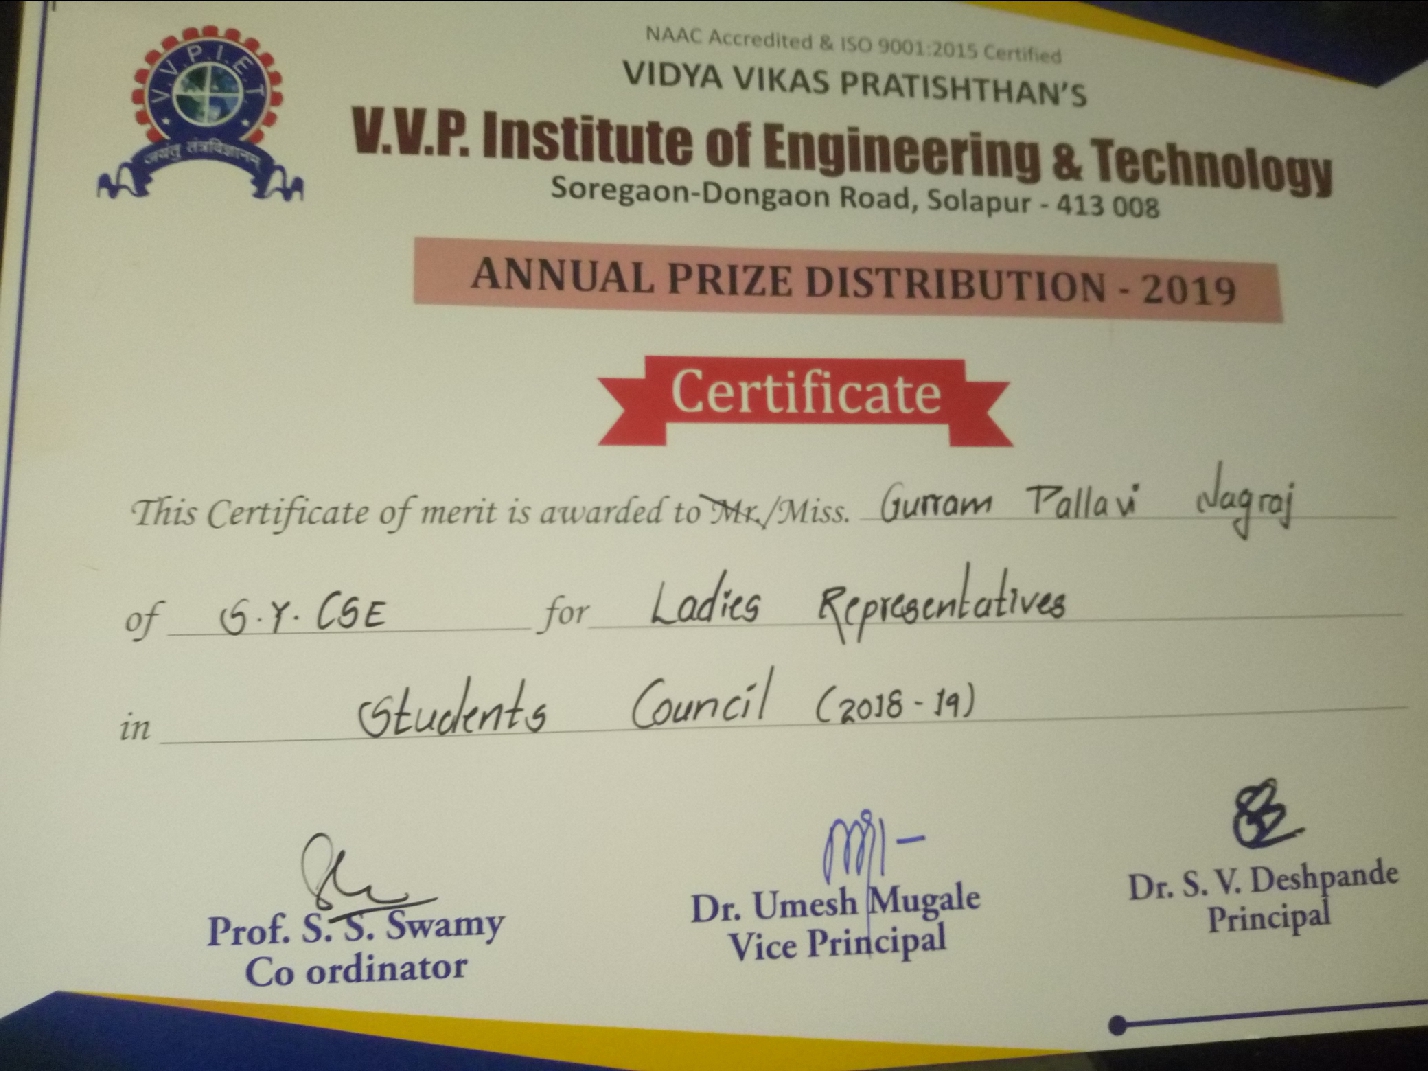 NAAC Accredited & ISO 9001:2015 Certified
VIDYA VIKAS PRATISHTHAN'S
V.V.P. Institute of Engineering & Technology
Soregaon-Dongaon Road, Solapur - 413 008
V.V.P.I.E.T.
जयंतु तंत्रविज्ञानम्
ANNUAL PRIZE DISTRIBUTION - 2019
Certificate
This Certificate of merit is awarded to Mr./Miss. Gurram Pallavi Nagraj
of S.Y. CSE for Ladies Representatives
in Students Council (2018-19)
Prof. S. S. Swamy
Co ordinator
Dr. Umesh Mugale
Vice Principal
Dr. S. V. Deshpande
Principal